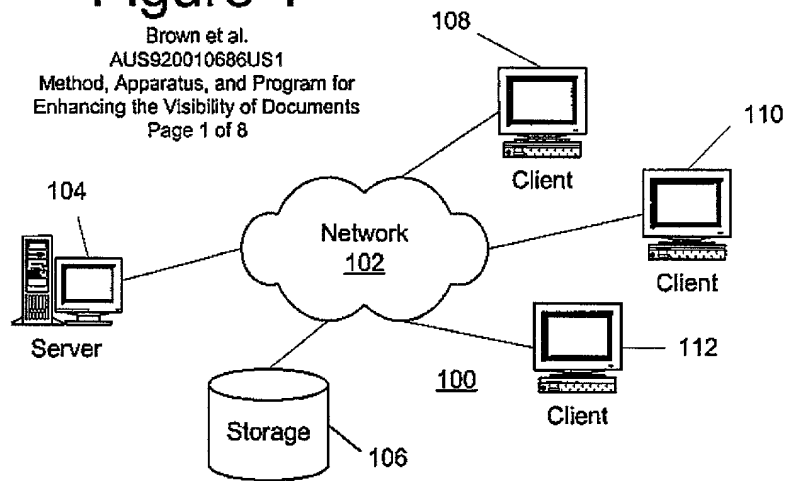 Figure 1
Brown et al.
AUS920010686US1
Method, Apparatus, and Program for
Enhancing the Visibility of Documents
Page 1 of 8
108
110
Client
104
Network
102
Client
Server
112
100
Client
Storage
106